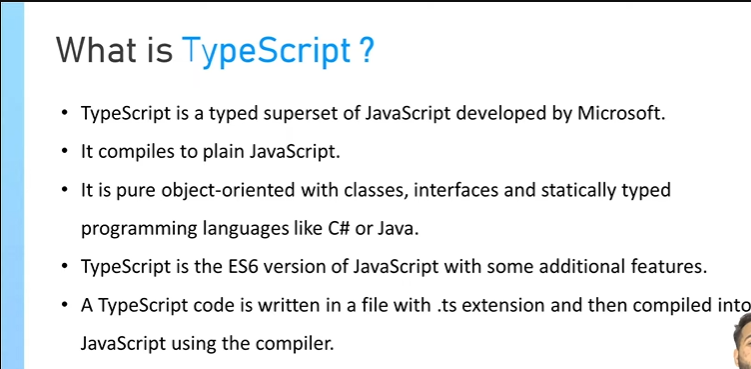 What is TypeScript ?
• TypeScript is a typed superset of JavaScript developed by Microsoft.
• It compiles to plain JavaScript.
• It is pure object-oriented with classes, interfaces and statically typed
programming languages like C# or Java.
• TypeScript is the ES6 version of JavaScript with some additional features.
• A TypeScript code is written in a file with .ts extension and then compiled into
JavaScript using the compiler.